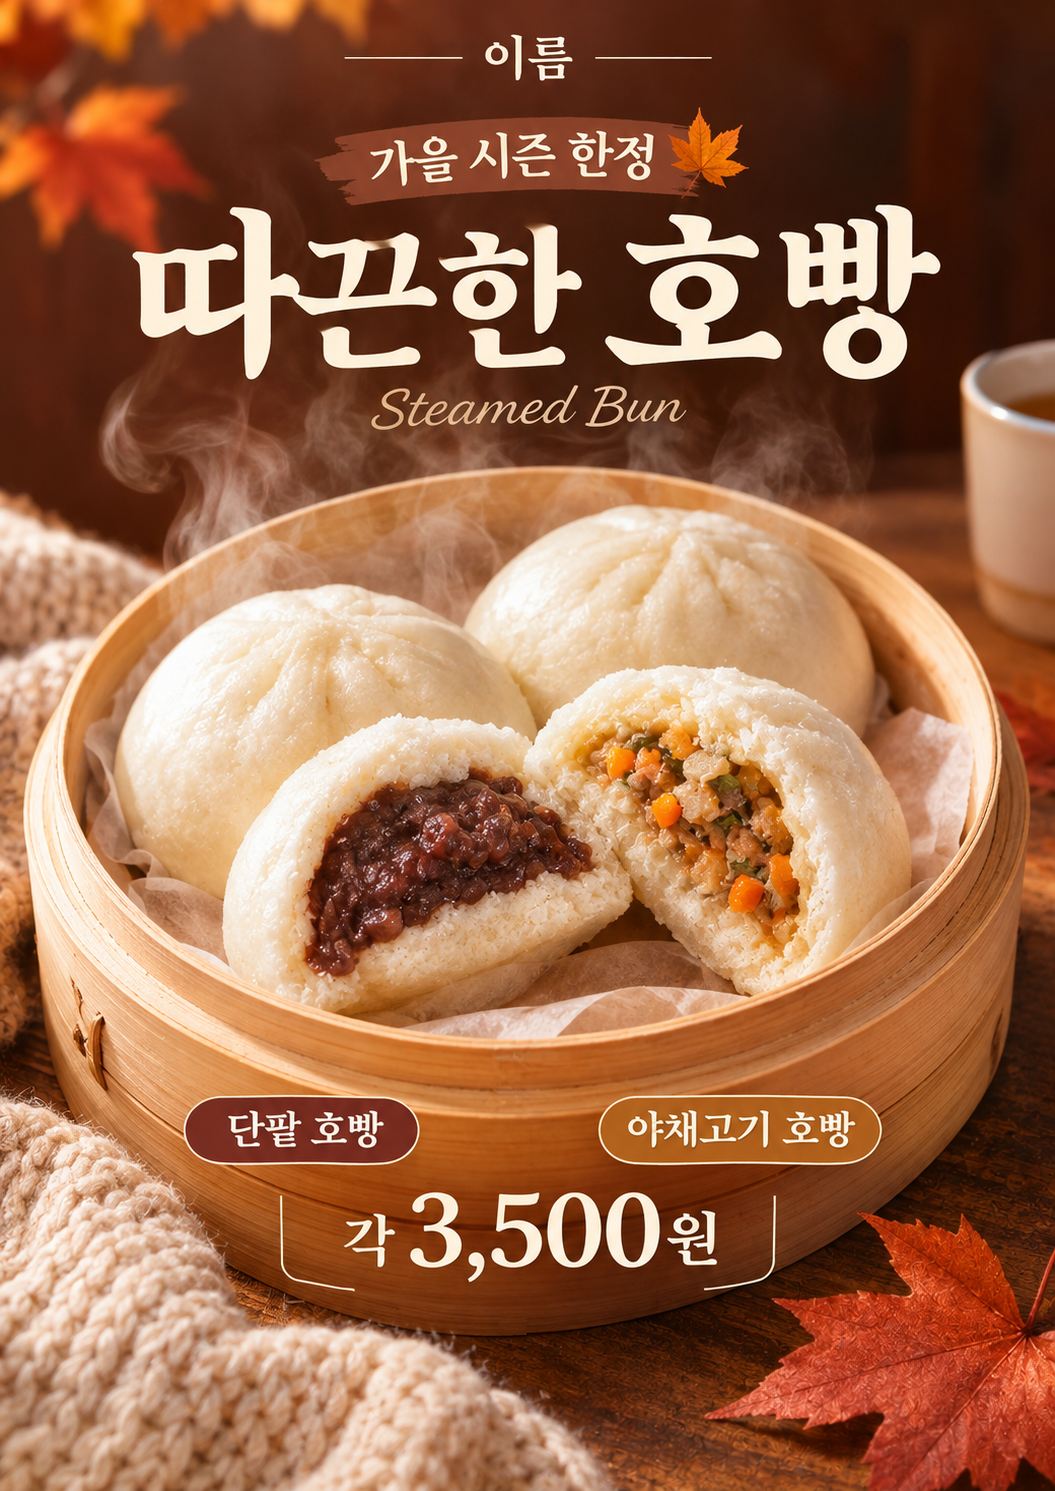 이름
가을 시즌 한정
따끈한 호빵
Steamed Bun
단팥 호빵
야채고기 호빵
각 3,500원